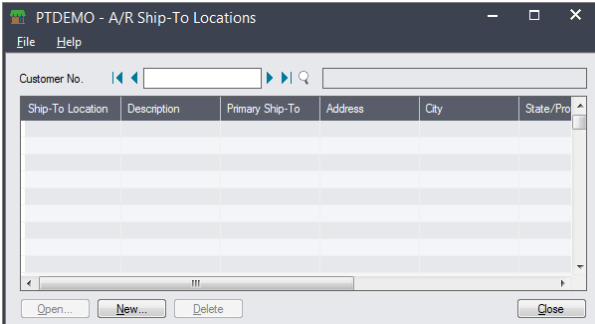 PTDEMO - A/R Ship-To Locations
File Help
Customer No.
Ship-To Location Description Primary Ship-To Address City State/Pro
Open... New... Delete Close